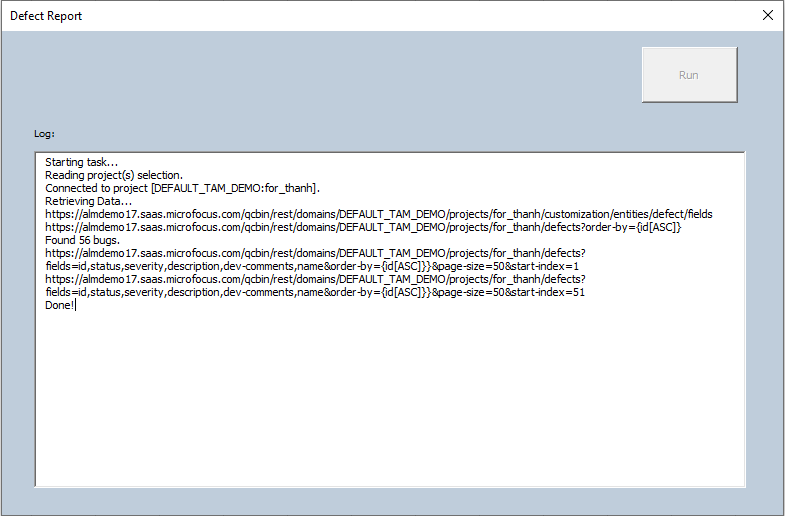 Defect Report
Run
Log:
Starting task...
Reading project(s) selection.
Connected to project [DEFAULT_TAM_DEMO:for_thanh].
Retrieving Data...
https://almdemo17.saas.microfocus.com/qcbin/rest/domains/DEFAULT_TAM_DEMO/projects/for_thanh/customization/entities/defect/fields
https://almdemo17.saas.microfocus.com/qcbin/rest/domains/DEFAULT_TAM_DEMO/projects/for_thanh/defects?order-by={id[ASC]}
Found 56 bugs.
https://almdemo17.saas.microfocus.com/qcbin/rest/domains/DEFAULT_TAM_DEMO/projects/for_thanh/defects?
fields=id,status,severity,description,dev-comments,name&order-by={id[ASC]}}&page-size=50&start-index=1
https://almdemo17.saas.microfocus.com/qcbin/rest/domains/DEFAULT_TAM_DEMO/projects/for_thanh/defects?
fields=id,status,severity,description,dev-comments,name&order-by={id[ASC]}}&page-size=50&start-index=51
Done!